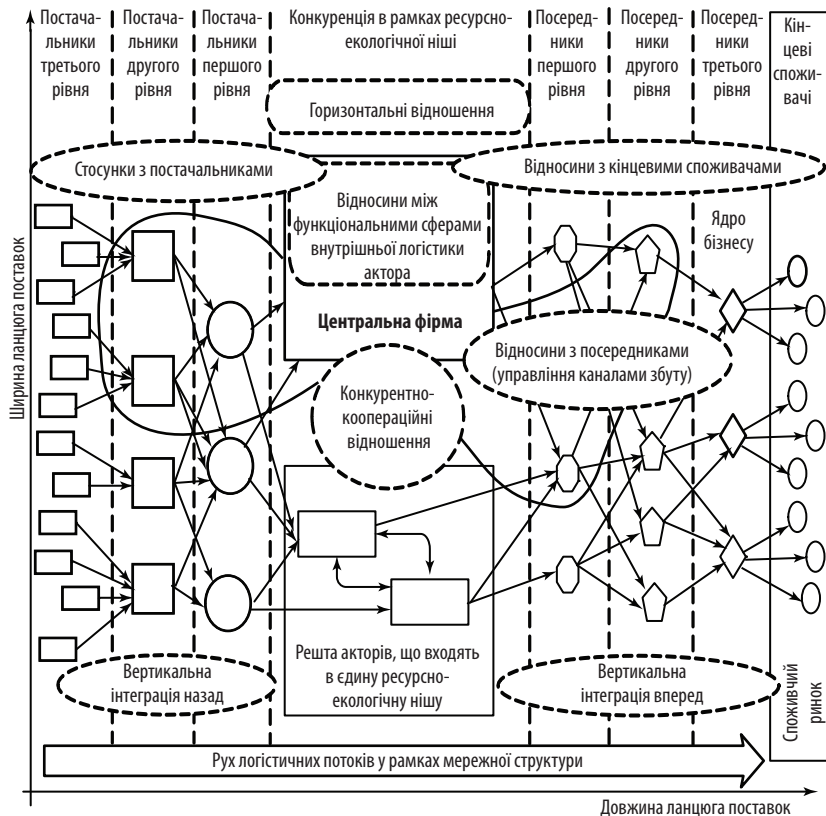 Постача-
льники
третього
рівня
Постача-
льники
другого
рівня
Постача-
льники
першого
рівня
Конкуренція в рамках ресурсно-
екологічної ніші
Посеред-
ники
першого
рівня
Посеред-
ники
другого
рівня
Посеред-
ники
третього
рівня
Кін-
цеві
спожи-
вачі
Горизонтальні відношення
Стосунки з постачальниками
Відносини з кінцевими споживачами
Відносини між
функціональними сферами
внутрішньої логістики
актора
Ядро
бізнесу
Центральна фірма
Ширина ланцюга поставок
Відносини з посередниками
(управління каналами збуту)
Конкурентно-
коопераційні
відношення
Решта акторів, що входять
в єдину ресурсно-
екологічну нішу
Вертикальна
інтеграція назад
Вертикальна
інтеграція вперед
Споживчий
ринок
Рух логістичних потоків у рамках мережної структури
Довжина ланцюга поставок